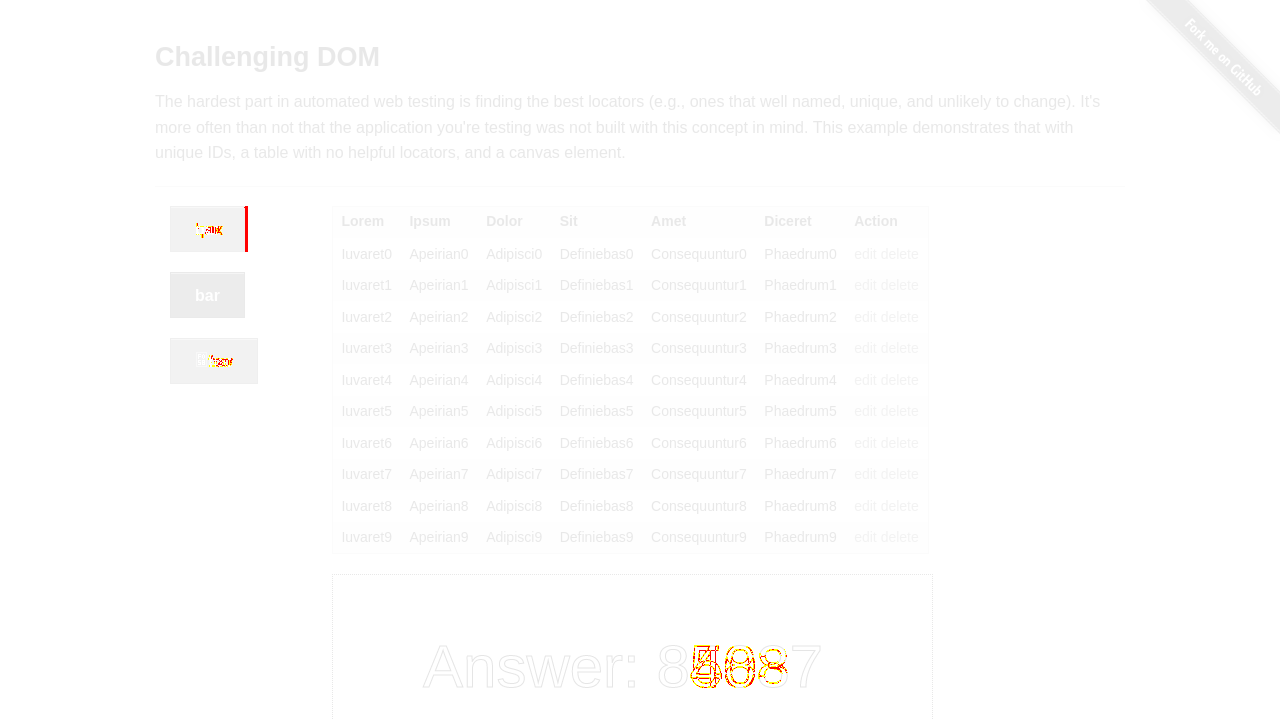 Challenging DOM
Fork me on GitHub
The hardest part in automated web testing is finding the best locators (e.g., ones that well named, unique, and unlikely to change). It's
more often than not that the application you're testing was not built with this concept in mind. This example demonstrates that with
unique IDs, a table with no helpful locators, and a canvas element.
bar
Lorem Ipsum Dolor Sit Amet Diceret Action
Iuvaret0 Apeirian0 Adipisci0 Definiebas0 Consequuntur0 Phaedrum0 edit delete
Iuvaret1 Apeirian1 Adipisci1 Definiebas1 Consequuntur1 Phaedrum1 edit delete
Iuvaret2 Apeirian2 Adipisci2 Definiebas2 Consequuntur2 Phaedrum2 edit delete
Iuvaret3 Apeirian3 Adipisci3 Definiebas3 Consequuntur3 Phaedrum3 edit delete
Iuvaret4 Apeirian4 Adipisci4 Definiebas4 Consequuntur4 Phaedrum4 edit delete
Iuvaret5 Apeirian5 Adipisci5 Definiebas5 Consequuntur5 Phaedrum5 edit delete
Iuvaret6 Apeirian6 Adipisci6 Definiebas6 Consequuntur6 Phaedrum6 edit delete
Iuvaret7 Apeirian7 Adipisci7 Definiebas7 Consequuntur7 Phaedrum7 edit delete
Iuvaret8 Apeirian8 Adipisci8 Definiebas8 Consequuntur8 Phaedrum8 edit delete
Iuvaret9 Apeirian9 Adipisci9 Definiebas9 Consequuntur9 Phaedrum9 edit delete
Answer: